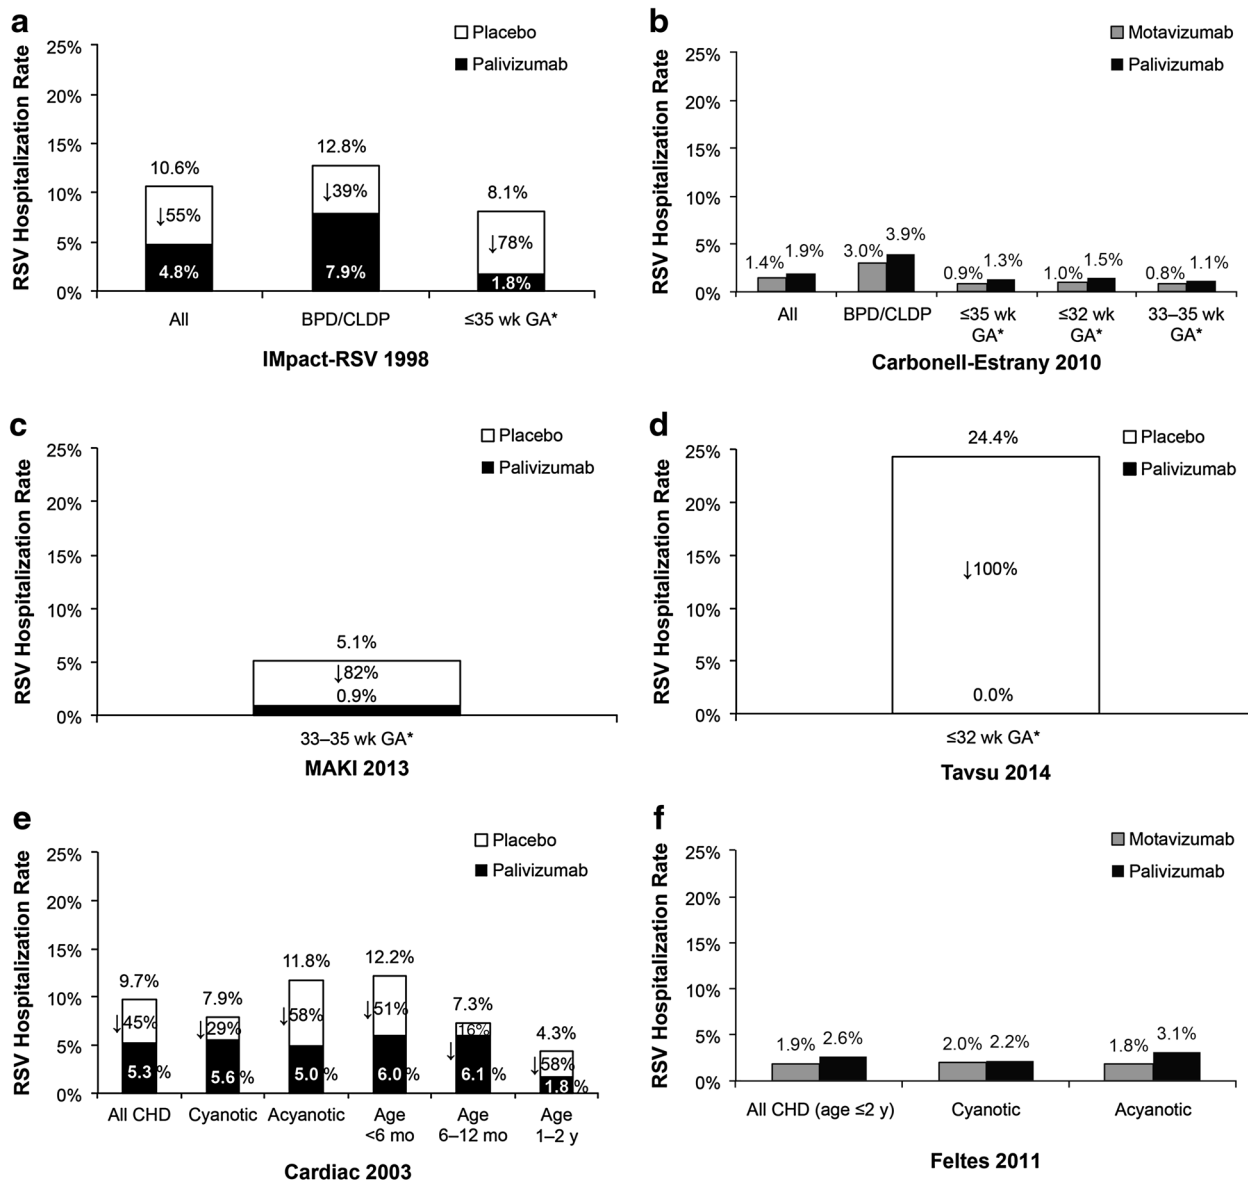 a
RSV Hospitalization Rate
25%
20%
15%
10%
5%
0%
Placebo
Palivizumab
10.6%
↓55%
4.8%
12.8%
↓39%
7.9%
8.1%
↓78%
1.8%
All
BPD/CLDP
≤35 wk GA*
IMpact-RSV 1998
b
RSV Hospitalization Rate
25%
20%
15%
10%
5%
0%
Motavizumab
Palivizumab
1.4%
1.9%
3.0%
3.9%
0.9%
1.3%
1.0%
1.5%
0.8%
1.1%
All
BPD/CLDP
≤35 wk
GA*
≤32 wk
GA*
33–35 wk
GA*
Carbonell-Estrany 2010
c
RSV Hospitalization Rate
25%
20%
15%
10%
5%
0%
Placebo
Palivizumab
5.1%
↓82%
0.9%
33–35 wk GA*
MAKI 2013
d
RSV Hospitalization Rate
25%
20%
15%
10%
5%
0%
Placebo
Palivizumab
24.4%
↓100%
0.0%
≤32 wk GA*
Tavsu 2014
e
RSV Hospitalization Rate
25%
20%
15%
10%
5%
0%
Placebo
Palivizumab
9.7%
↓45%
5.3 %
7.9%
↓29%
5.6 %
11.8%
↓58%
5.0 %
12.2%
↓51%
6.0 %
7.3%
↓16%
6.1 %
4.3%
↓58%
1.8 %
All CHD
Cyanotic
Acyanotic
Age
<6 mo
Age
6–12 mo
Age
1–2 y
Cardiac 2003
f
RSV Hospitalization Rate
25%
20%
15%
10%
5%
0%
Motavizumab
Palivizumab
1.9%
2.6%
2.0%
2.2%
1.8%
3.1%
All CHD (age ≤2 y)
Cyanotic
Acyanotic
Feltes 2011